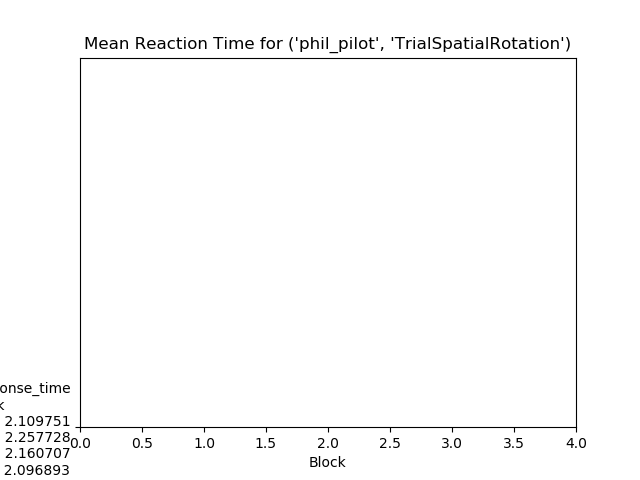 Mean Reaction Time for ('phil_pilot', 'TrialSpatialRotation')
onse_time
k
2.109751
2.257728
2.160707
2.096893
0.0 0.5 1.0 1.5 2.0 2.5 3.0 3.5 4.0
Block